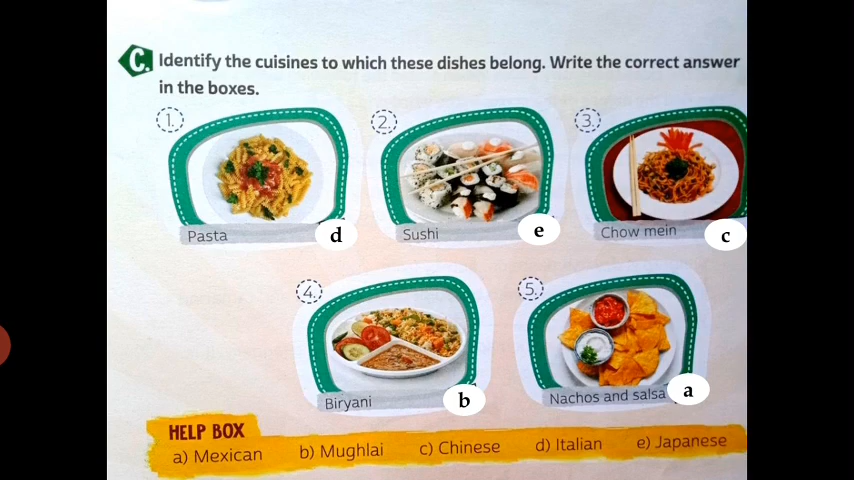 C. Identify the cuisines to which these dishes belong. Write the correct answer
in the boxes.
1. 2. 3.
Pasta d Sushi e Chow mein c
4. 5.
Biryani b Nachos and salsa a
HELP BOX
a) Mexican b) Mughlai c) Chinese d) Italian e) Japanese